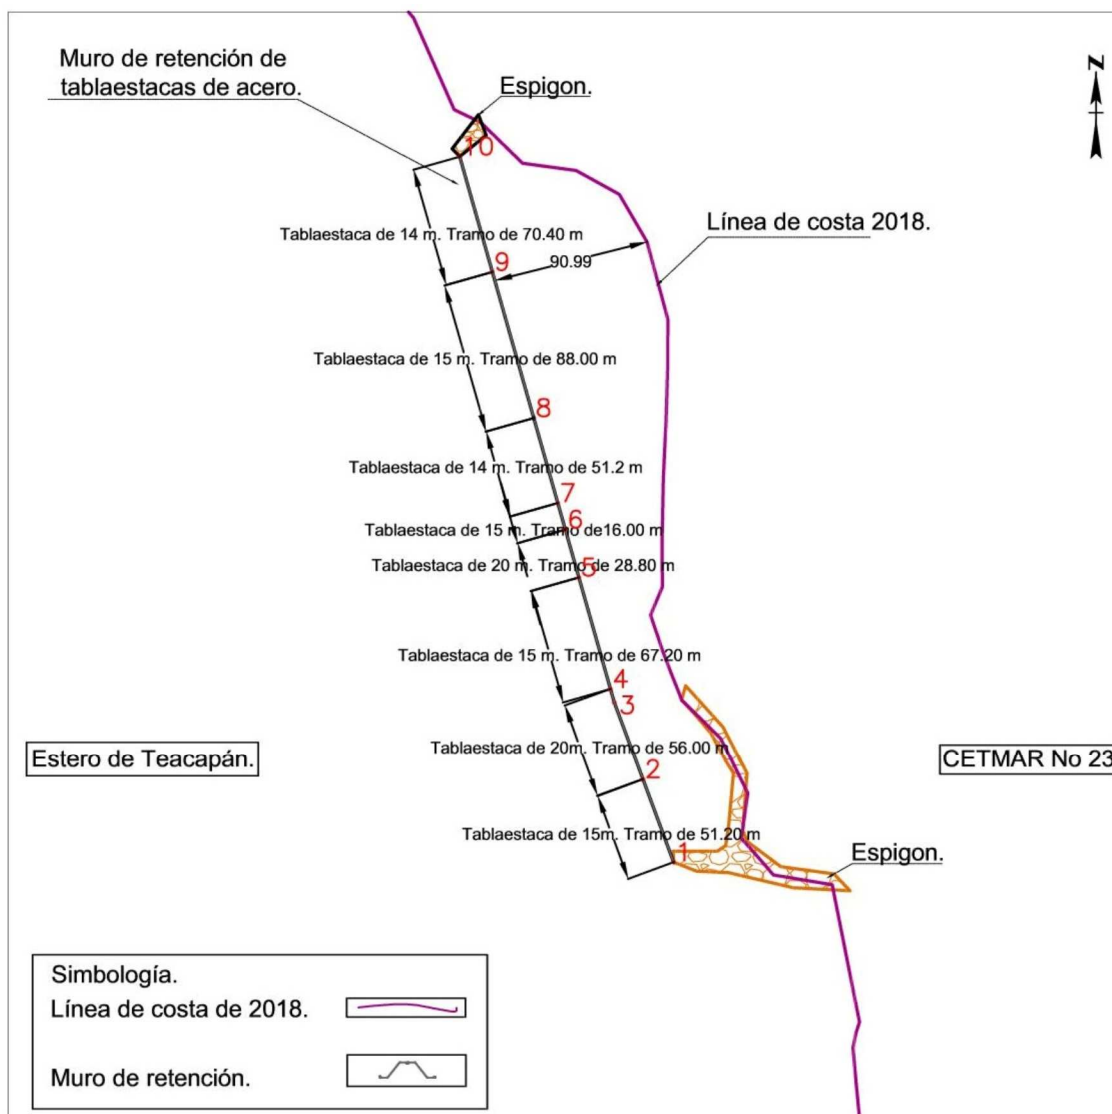 Muro de retención de
tablaestacas de acero.
Espigon.
N
10
Línea de costa 2018.
Tablaestaca de 14 m. Tramo de 70.40 m
9
90.99
Tablaestaca de 15 m. Tramo de 88.00 m
8
Tablaestaca de 14 m. Tramo de 51.2 m
7
6
Tablaestaca de 15 m. Tramo de16.00 m
Tablaestaca de 20 m. Tramo de 28.80 m
5
Tablaestaca de 15 m. Tramo de 67.20 m
4
3
Tablaestaca de 20m. Tramo de 56.00 m
Estero de Teacapán.
CETMAR No 23
2
Tablaestaca de 15m. Tramo de 51.20 m
1
Espigon.
Simbología.
Línea de costa de 2018.
Muro de retención.